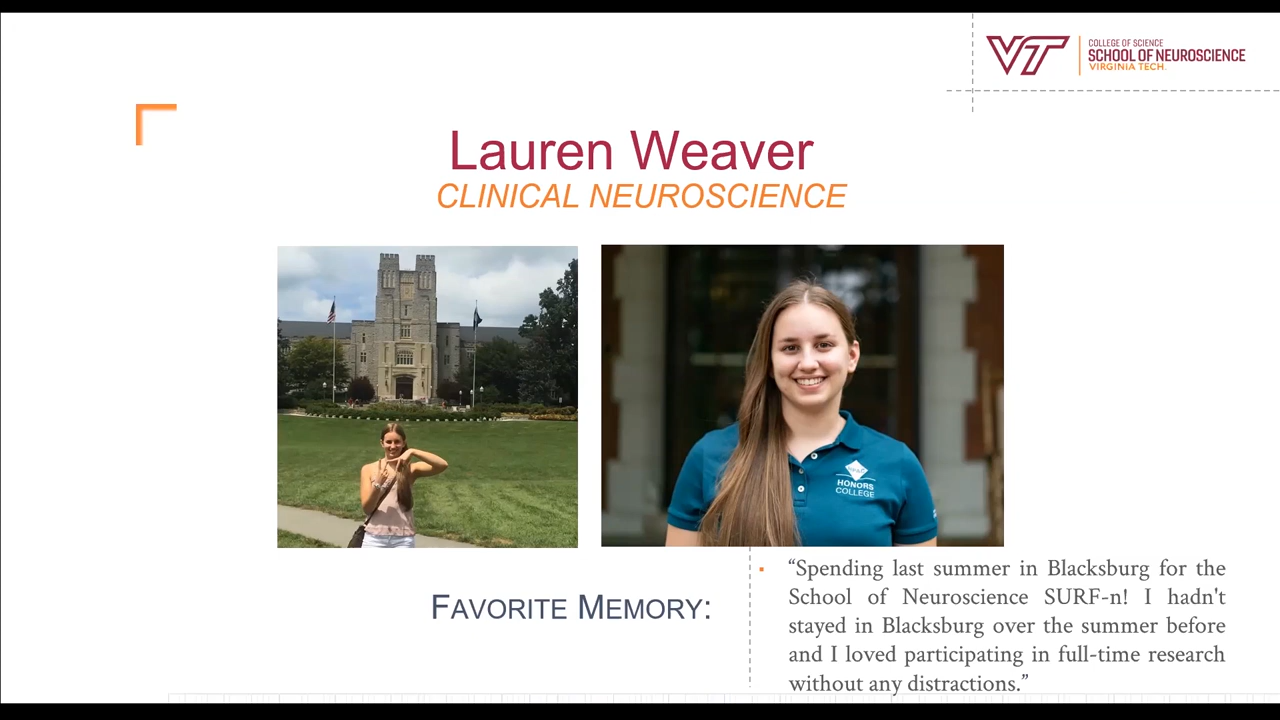 COLLEGE OF SCIENCE
SCHOOL OF NEUROSCIENCE
VIRGINIA TECH.
VT
Lauren Weaver
CLINICAL NEUROSCIENCE
HONORS
COLLEGE
FAVORITE MEMORY:
▪ “Spending last summer in Blacksburg for the
School of Neuroscience SURF-n! I hadn't
stayed in Blacksburg over the summer before
and I loved participating in full-time research
without any distractions.”